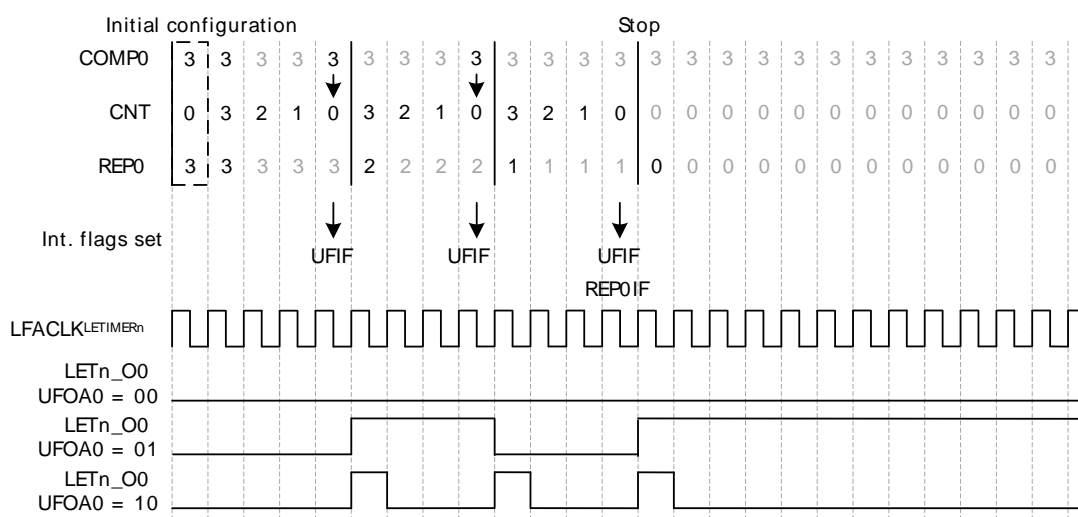 Initial configuration Stop
COMP0 3 3 3 3 3 3 3 3 3 3 3 3 3 3 3 3 3 3 3 3 3 3 3 3 3
CNT 0 3 2 1 0 3 2 1 0 3 2 1 0 0 0 0 0 0 0 0 0 0 0 0 0
REP0 3 3 3 3 3 2 2 2 2 1 1 1 1 0 0 0 0 0 0 0 0 0 0 0 0
Int. flags set
UFIF UFIF UFIF
REP0IF
LFACLKLETIMERn
LETn_O0
UFOA0 = 00
LETn_O0
UFOA0 = 01
LETn_O0
UFOA0 = 10